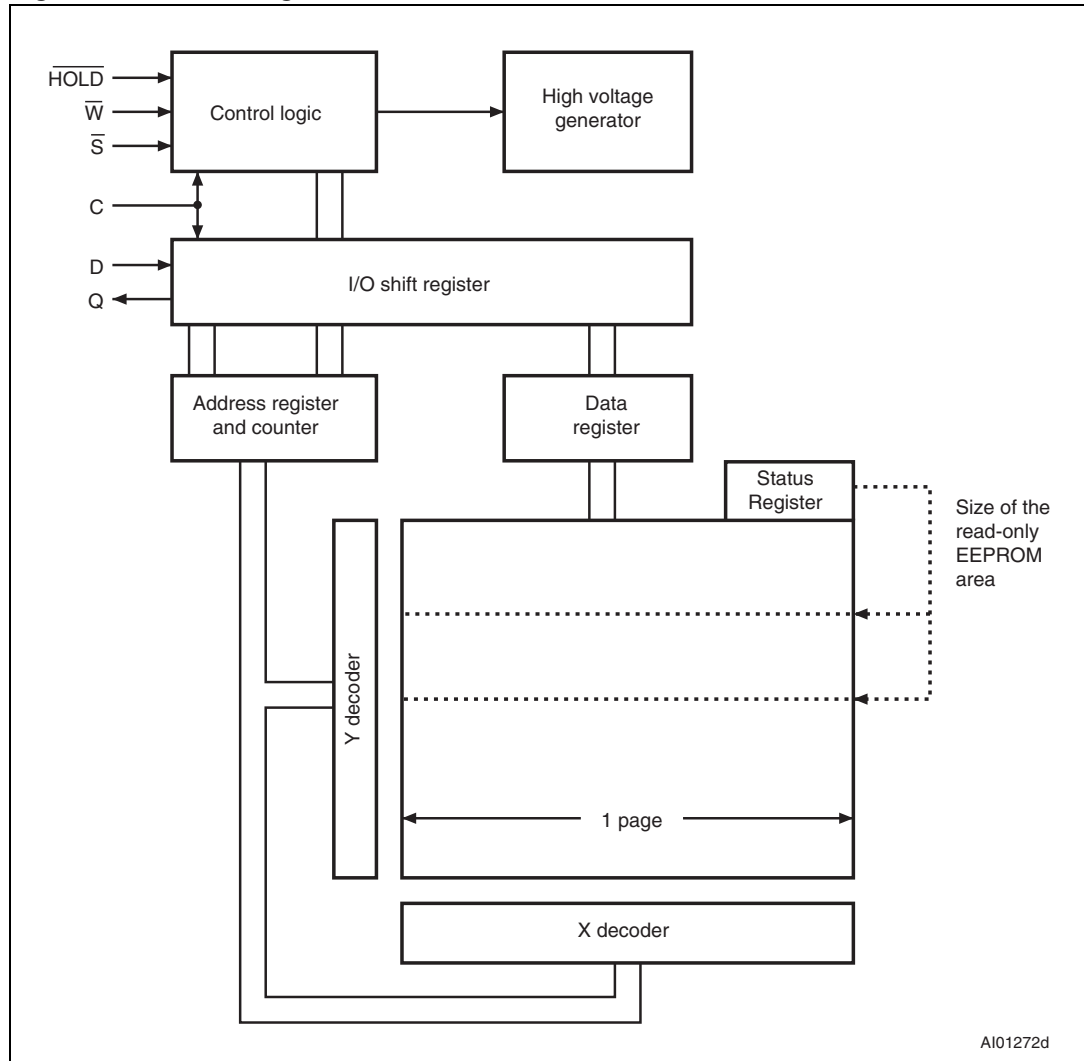 H̅O̅L̅D̅
W̅
S̅
Control logic
High voltage
generator
C
D
Q
I/O shift register
Address register
and counter
Data
register
Status
Register
Size of the
read-only
EEPROM
area
Y decoder
1 page
X decoder
AI01272d